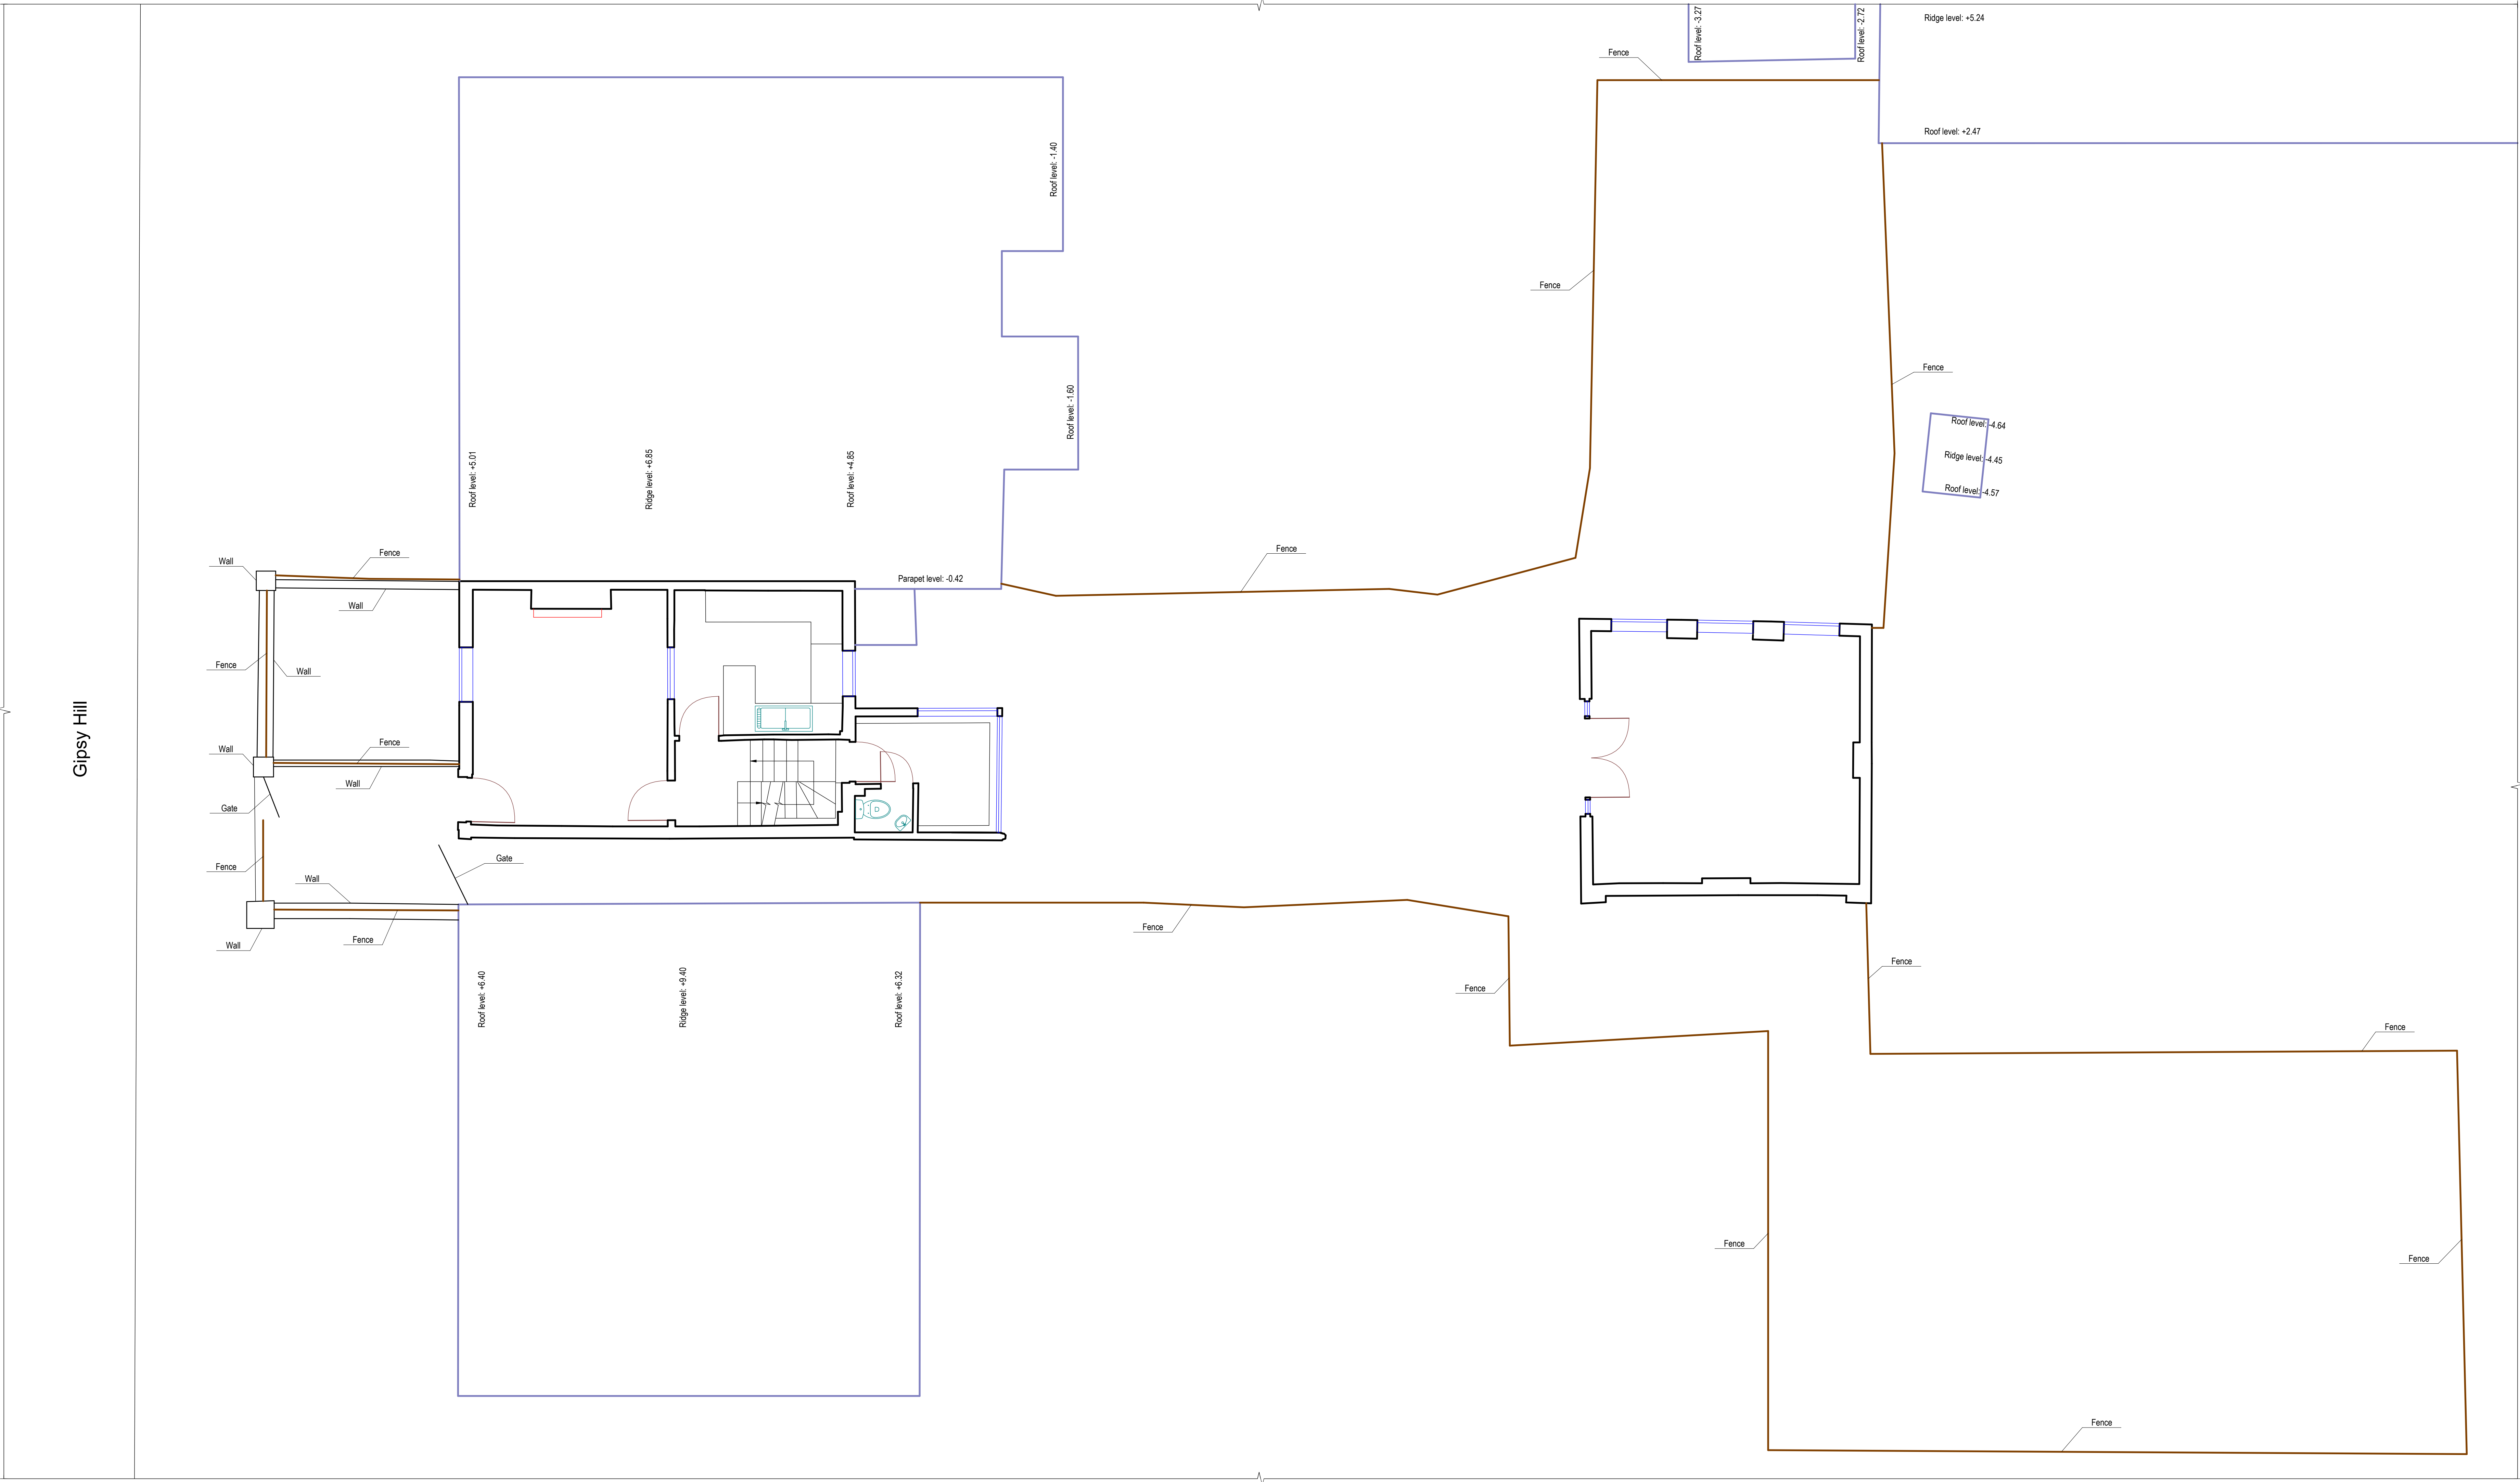 Roof level: -3.27
Roof level: -2.72
Ridge level: +5.24
Fence
Roof level: +2.47
Roof level: -1.40
Fence
Fence
Roof level: -1.60
Roof level: -4.64
Ridge level: -4.45
Roof level: -4.57
Roof level: +5.01
Ridge level: +6.85
Roof level: +4.85
Fence
Fence
Wall
Parapet level: -0.42
Wall
Fence
Wall
Gipsy Hill
Fence
Wall
Wall
Gate
Gate
Fence
Wall
Fence
Fence
Wall
Fence
Roof level: +6.40
Ridge level: +9.40
Roof level: +6.32
Fence
Fence
Fence
Fence
Fence